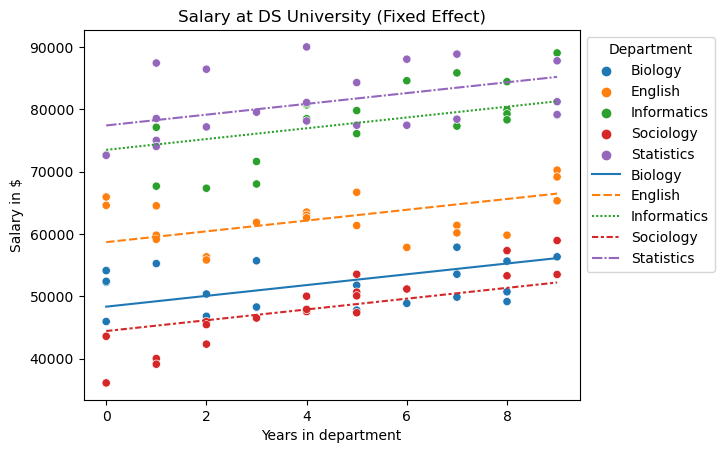 Salary at DS University (Fixed Effect)
Salary in $
90000
80000
70000
60000
50000
40000
0 2 4 6 8
Years in department
Department
Biology
English
Informatics
Sociology
Statistics
Biology
English
Informatics
Sociology
Statistics